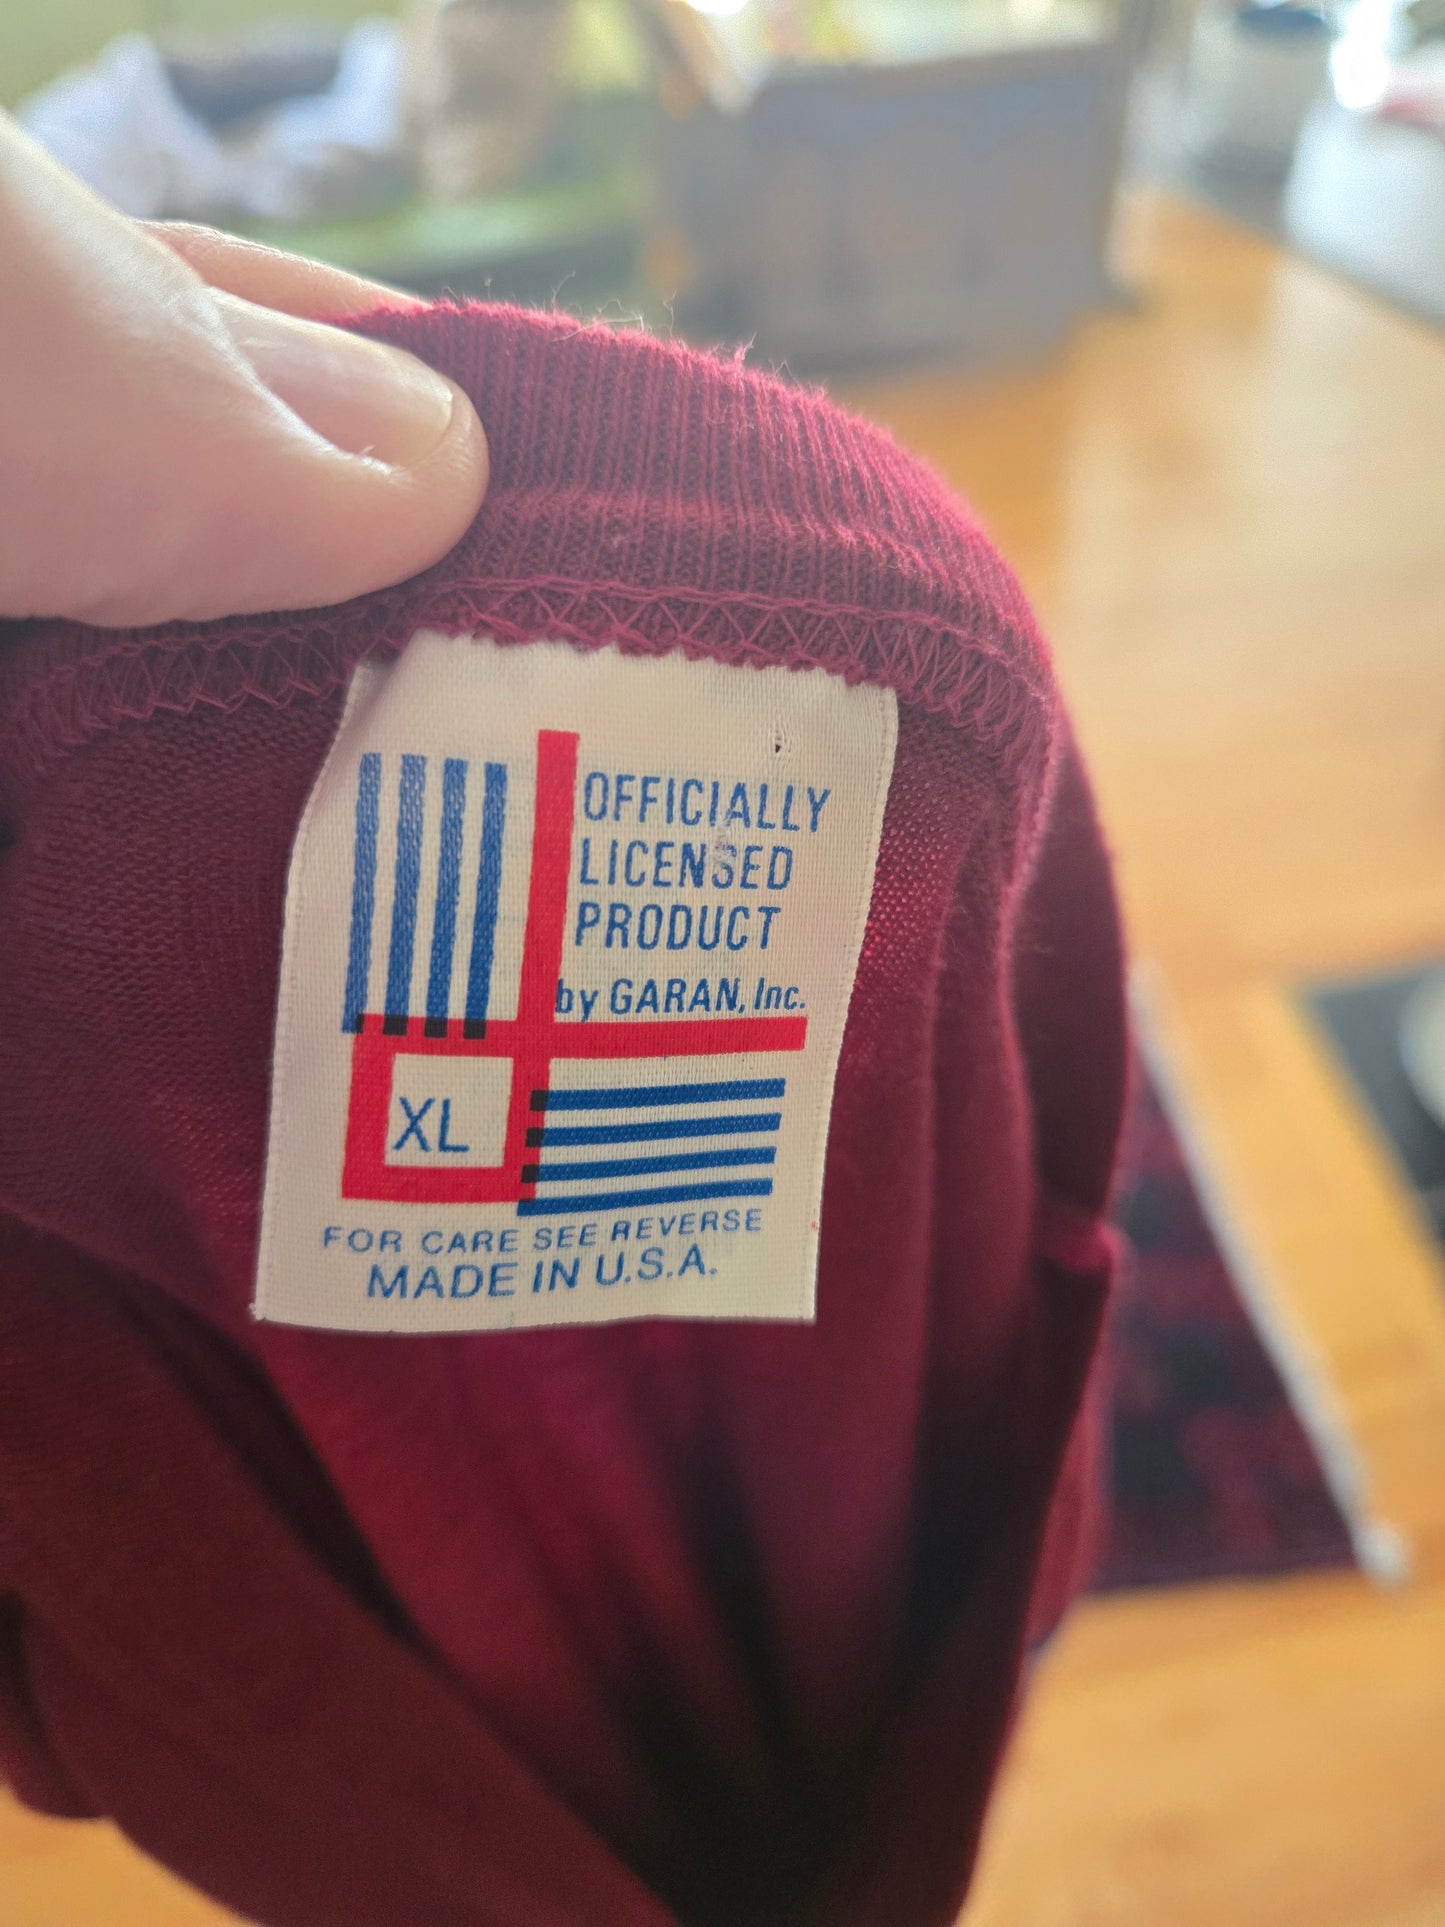 OFFICIALLY
LICENSED
PRODUCT
by GARAN, Inc.
XL
FOR CARE SEE REVERSE
MADE IN U.S.A.